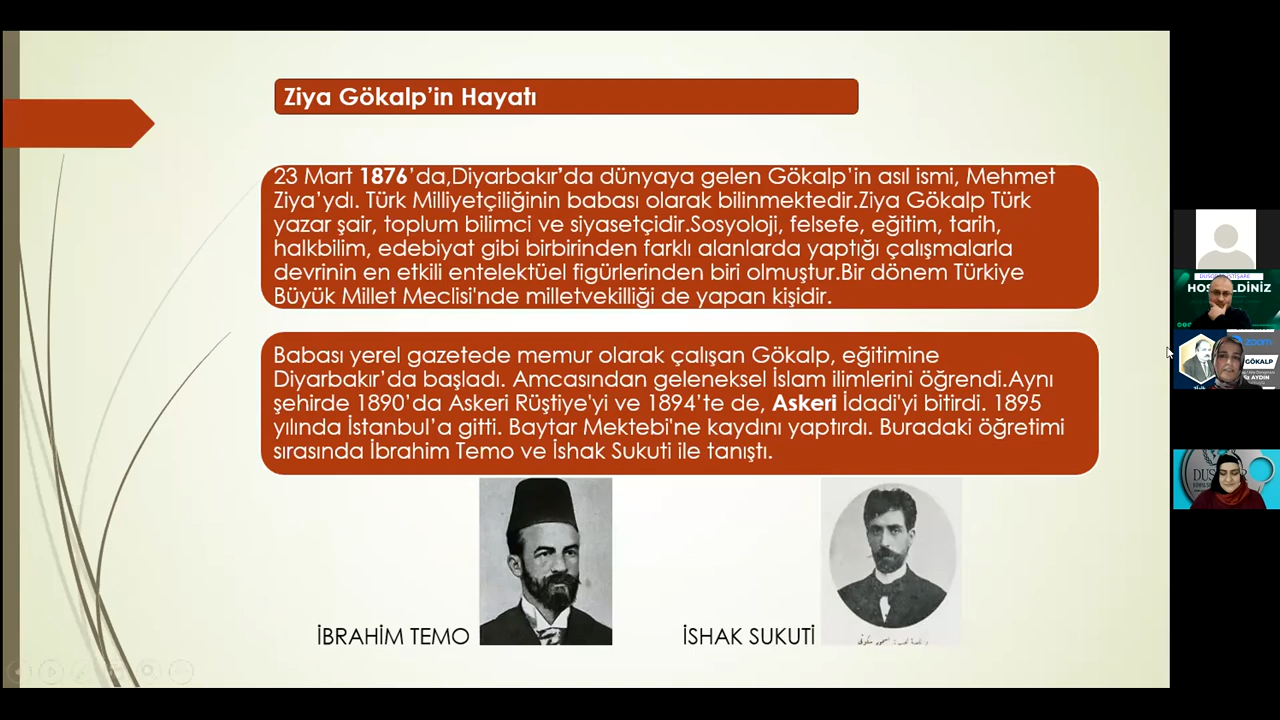 Ziya Gökalp’in Hayatı
23 Mart 1876’da,Diyarbakır’da dünyaya gelen Gökalp’in asıl ismi, Mehmet
Ziya’ydı. Türk Milliyetçiliğinin babası olarak bilinmektedir.Ziya Gökalp Türk
yazar şair, toplum bilimci ve siyasetçidir.Sosyoloji, felsefe, eğitim, tarih,
halkbilim, edebiyat gibi birbirinden farklı alanlarda yaptığı çalışmalarla
devrinin en etkili entelektüel figürlerinden biri olmuştur.Bir dönem Türkiye
Büyük Millet Meclisi'nde milletvekilliği de yapan kişidir.
Babası yerel gazetede memur olarak çalışan Gökalp, eğitimine
Diyarbakır’da başladı. Amcasından geleneksel İslam ilimlerini öğrendi.Aynı
şehirde 1890’da Askeri Rüştiye'yi ve 1894’te de, Askeri İdadi'yi bitirdi. 1895
yılında İstanbul’a gitti. Baytar Mektebi'ne kaydını yaptırdı. Buradaki öğretimi
sırasında İbrahim Temo ve İshak Sukuti ile tanıştı.
İBRAHİM TEMO
İSHAK SUKUTİ
zoom
GÖKALP
AYDIN